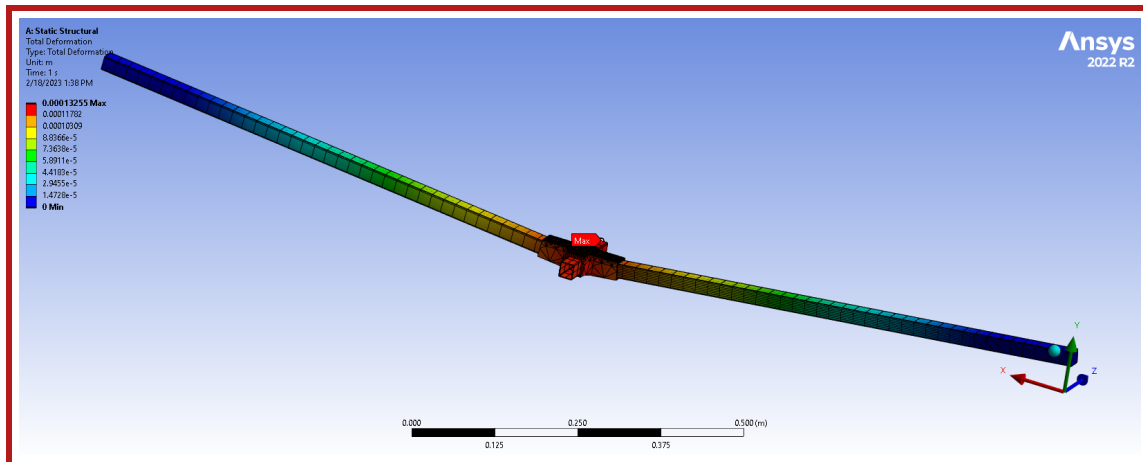 A: Static Structural
Total Deformation
Type: Total Deformation
Unit: m
Time: 1 s
2/18/2023 1:38 PM
0.00013255 Max
0.00011782
0.00010309
8.8366e-5
7.3638e-5
5.8911e-5
4.4183e-5
2.9455e-5
1.4728e-5
0 Min
Ansys
2022 R2
Max
Y
X
Z
0.000
0.250
0.500 (m)
0.125
0.375